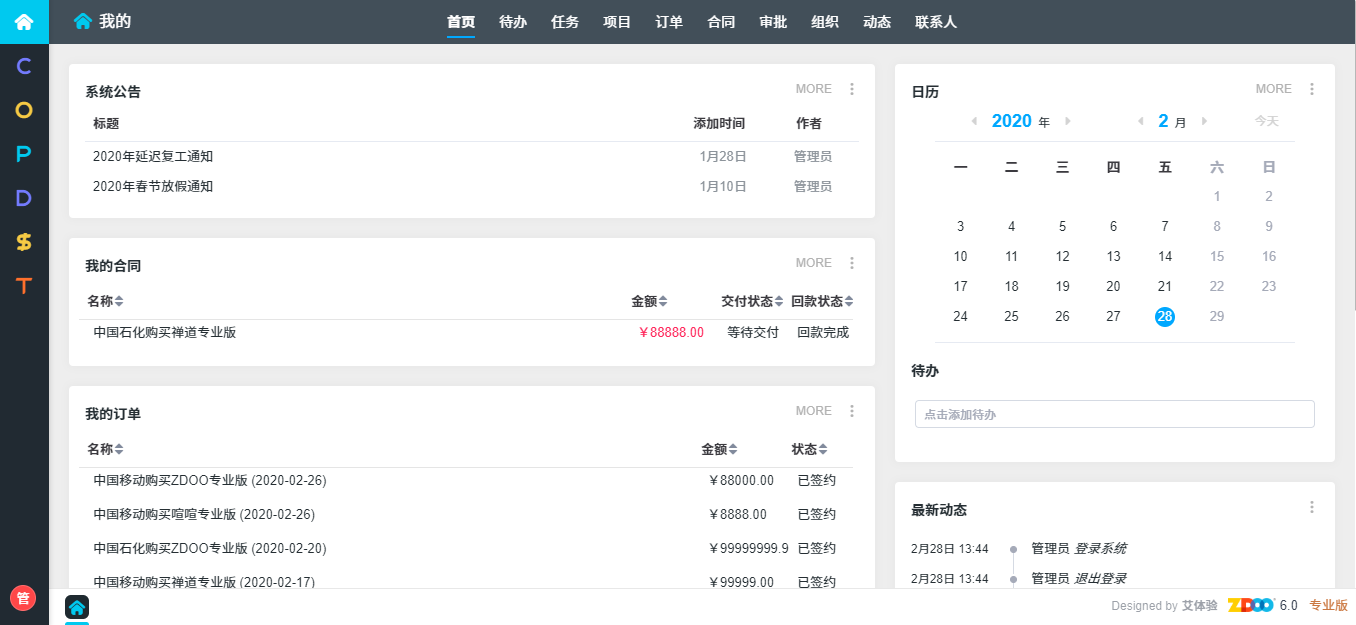 我的
首页 待办 任务 项目 订单 合同 审批 组织 动态 联系人
C
O
P
D
$
T
管
系统公告 MORE
标题 添加时间 作者
2020年延迟复工通知 1月28日 管理员
2020年春节放假通知 1月10日 管理员
我的合同 MORE
名称 金额 交付状态 回款状态
中国石化购买禅道专业版 ￥88888.00 等待交付 回款完成
我的订单 MORE
名称 金额 状态
中国移动购买ZDOO专业版 (2020-02-26) ￥88000.00 已签约
中国移动购买喧喧专业版 (2020-02-26) ￥8888.00 已签约
中国石化购买ZDOO专业版 (2020-02-20) ￥99999999.9 已签约
中国移动购买禅道专业版 (2020-02-17) ￥99999.00 已签约
日历 MORE
2020 年 2 月 今天
一 二 三 四 五 六 日
1 2
3 4 5 6 7 8 9
10 11 12 13 14 15 16
17 18 19 20 21 22 23
24 25 26 27 28 29
待办
点击添加待办
最新动态
2月28日 13:44 管理员 登录系统
2月28日 13:44 管理员 退出登录
Designed by 艾体验 ZDOO 6.0 专业版